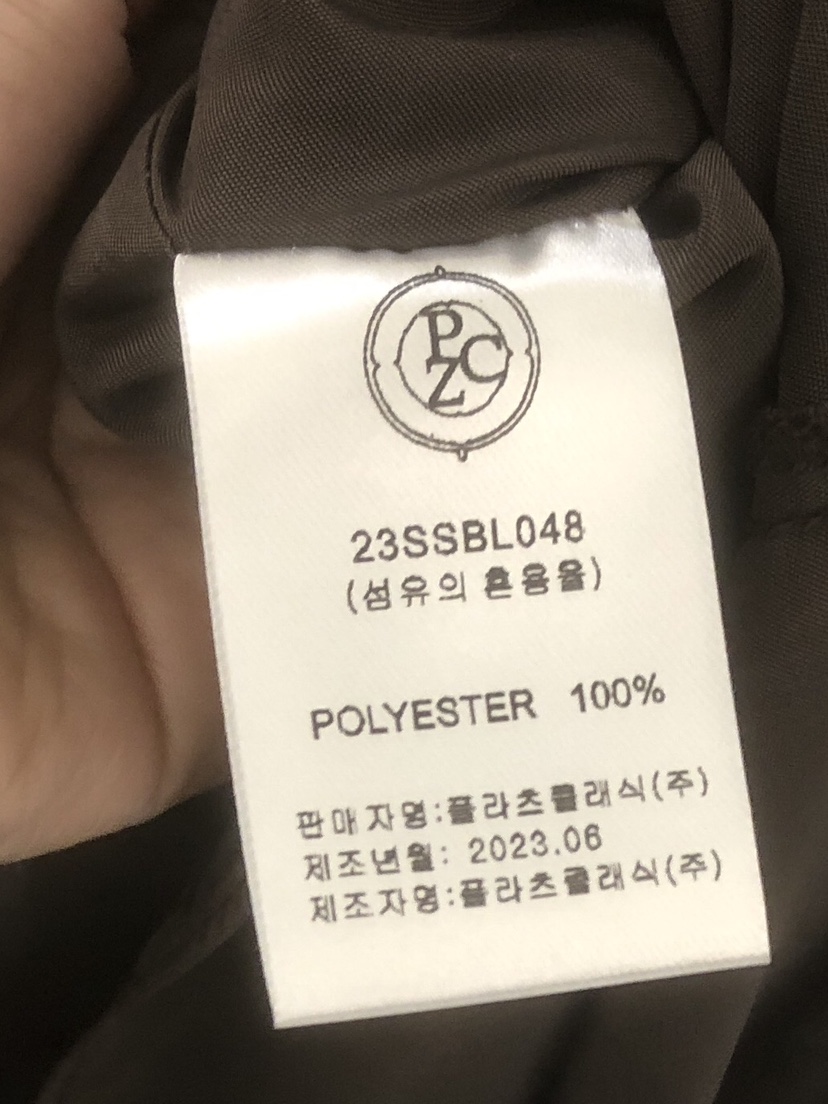 PZC
23SSBL048
(섬유의 혼용율)
POLYESTER 100%
판매자명:플라츠클래식(주)
제조년월: 2023.06
제조자명:플라츠클래식(주)